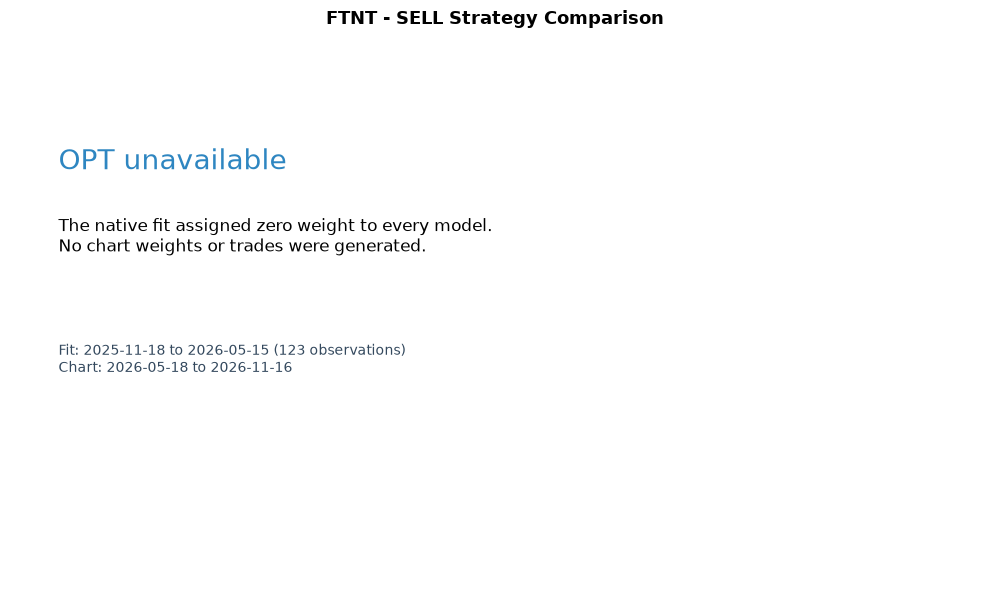 FTNT - SELL Strategy Comparison
OPT unavailable
The native fit assigned zero weight to every model.
No chart weights or trades were generated.
Fit: 2025-11-18 to 2026-05-15 (123 observations)
Chart: 2026-05-18 to 2026-11-16